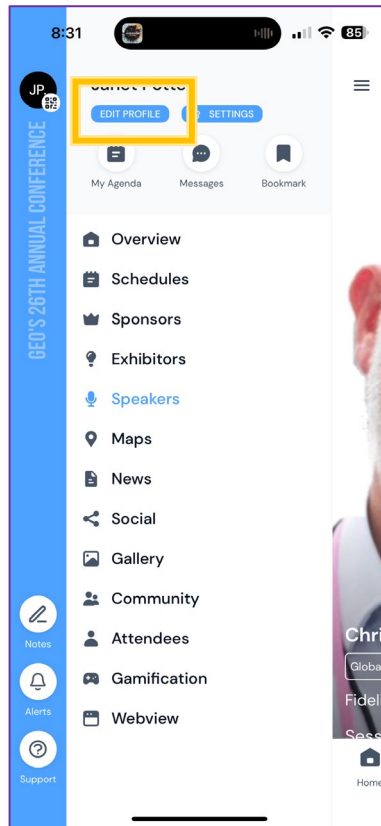 8:31
85
JP
EDIT PROFILE
SETTINGS
My Agenda
Messages
Bookmark
GEO'S 26TH ANNUAL CONFERENCE
Overview
Schedules
Sponsors
Exhibitors
Speakers
Maps
News
Social
Gallery
Community
Attendees
Gamification
Webview
Notes
Alerts
Support
Chri
Globa
Fidel
Sess
Home